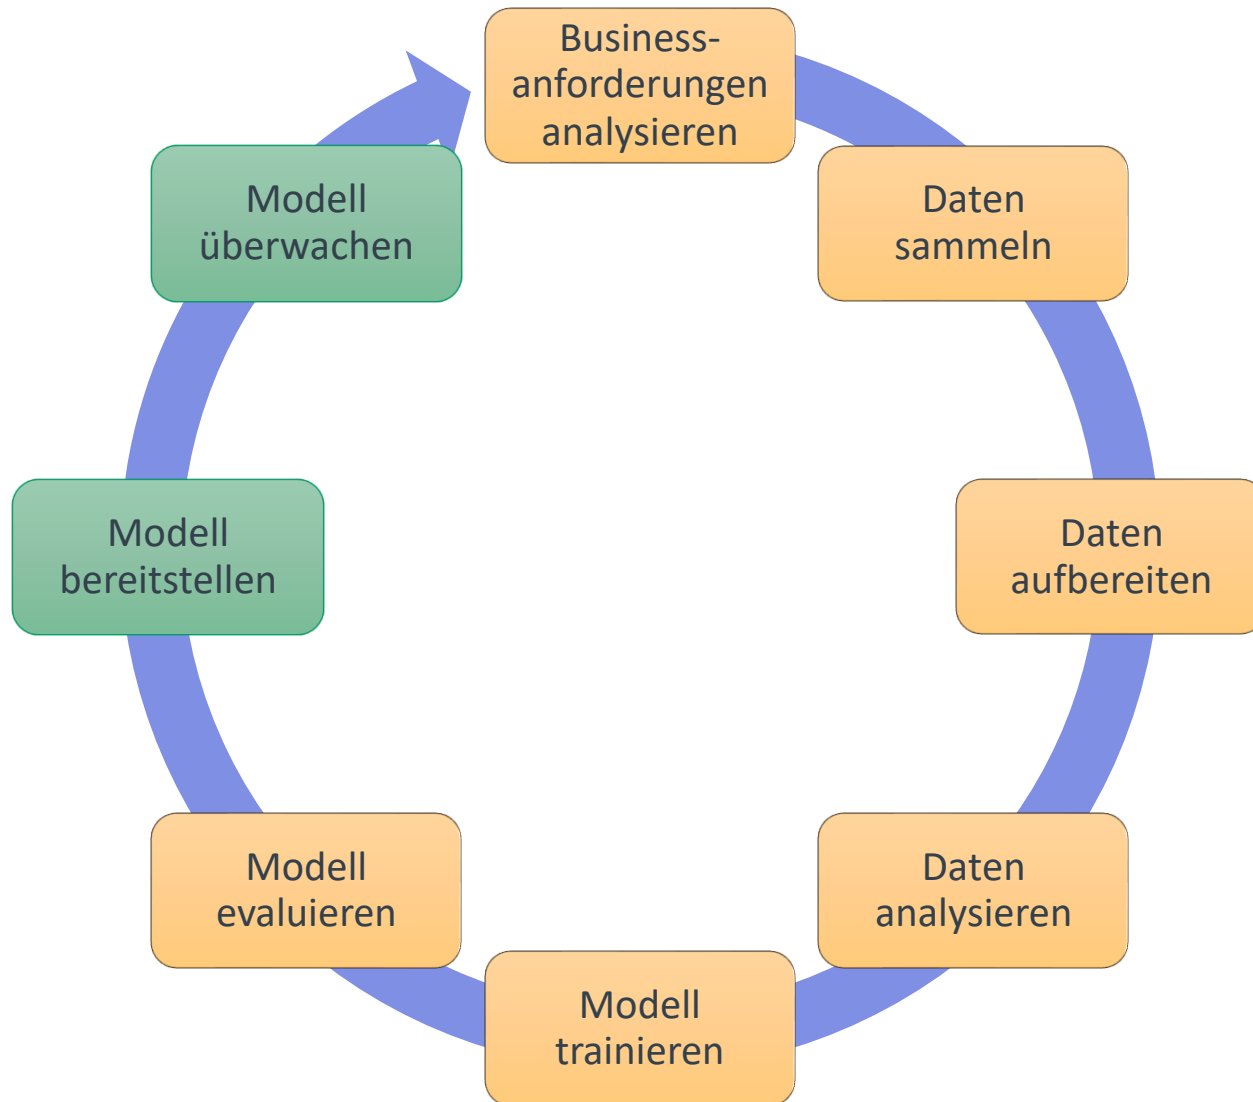 Business-
anforderungen
analysieren
Daten
sammeln
Daten
aufbereiten
Daten
analysieren
Modell
trainieren
Modell
evaluieren
Modell
bereitstellen
Modell
überwachen